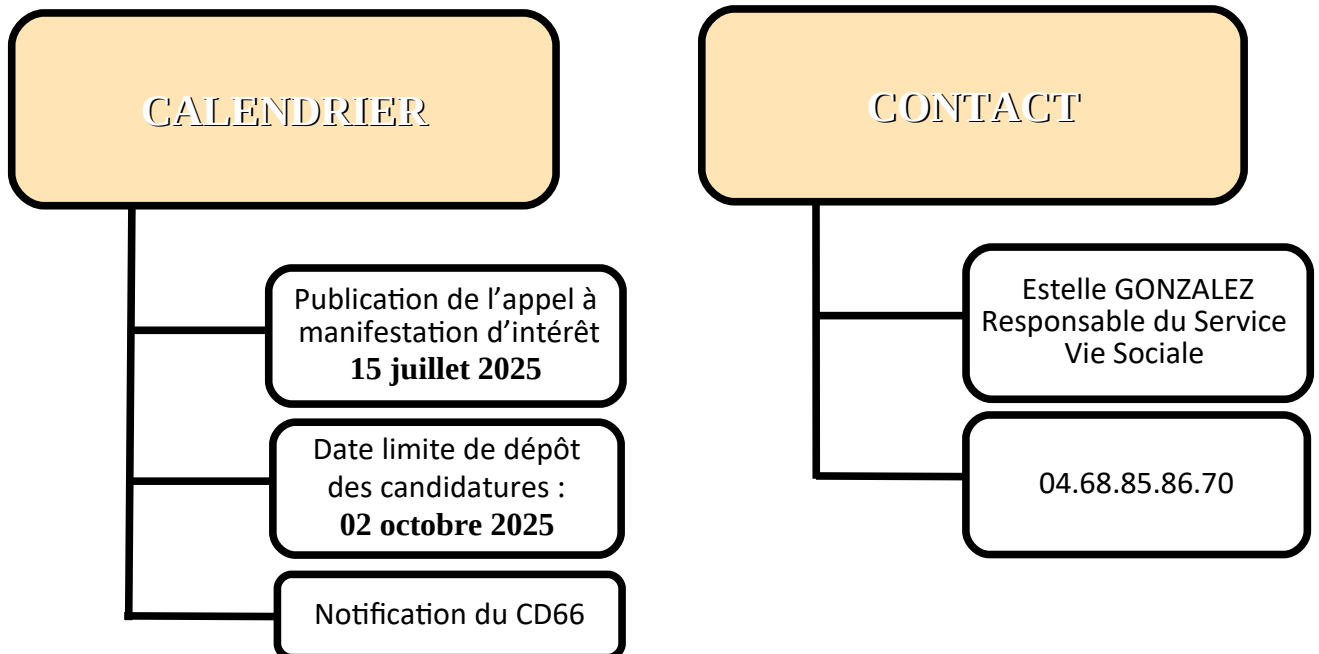 CALENDRIER
Publication de l’appel à
manifestation d’intérêt
15 juillet 2025
Date limite de dépôt
des candidatures :
02 octobre 2025
Notification du CD66
CONTACT
Estelle GONZALEZ
Responsable du Service
Vie Sociale
04.68.85.86.70